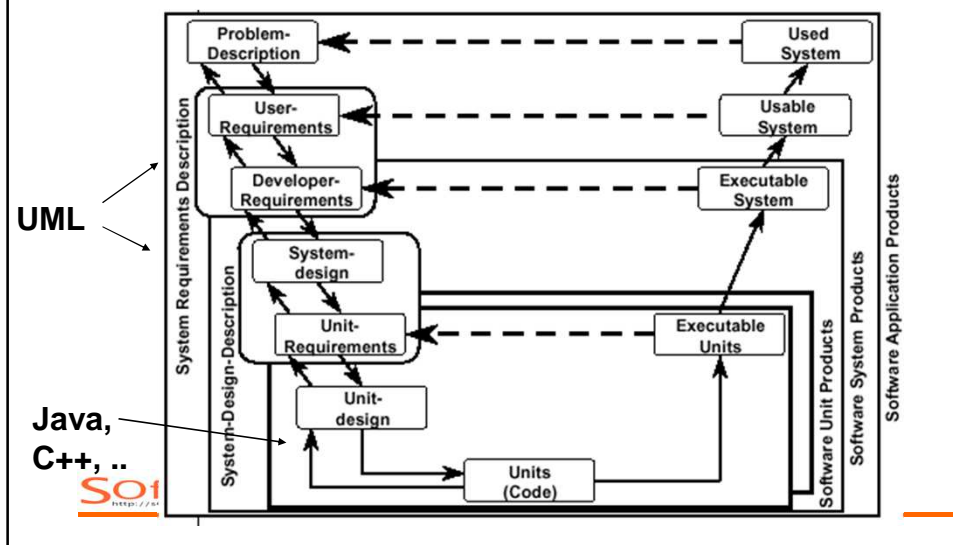 Problem-
Description
Used
System
User-
Requirements
Usable
System
Developer-
Requirements
Executable
System
UML
System Requirements Description
System-
design
Unit-
Requirements
Executable
Units
System-Design-Description
Unit-
design
Java,
C++, ..
Units
(Code)
Software Unit Products
Software System Products
Software Application Products
Sof
http://s